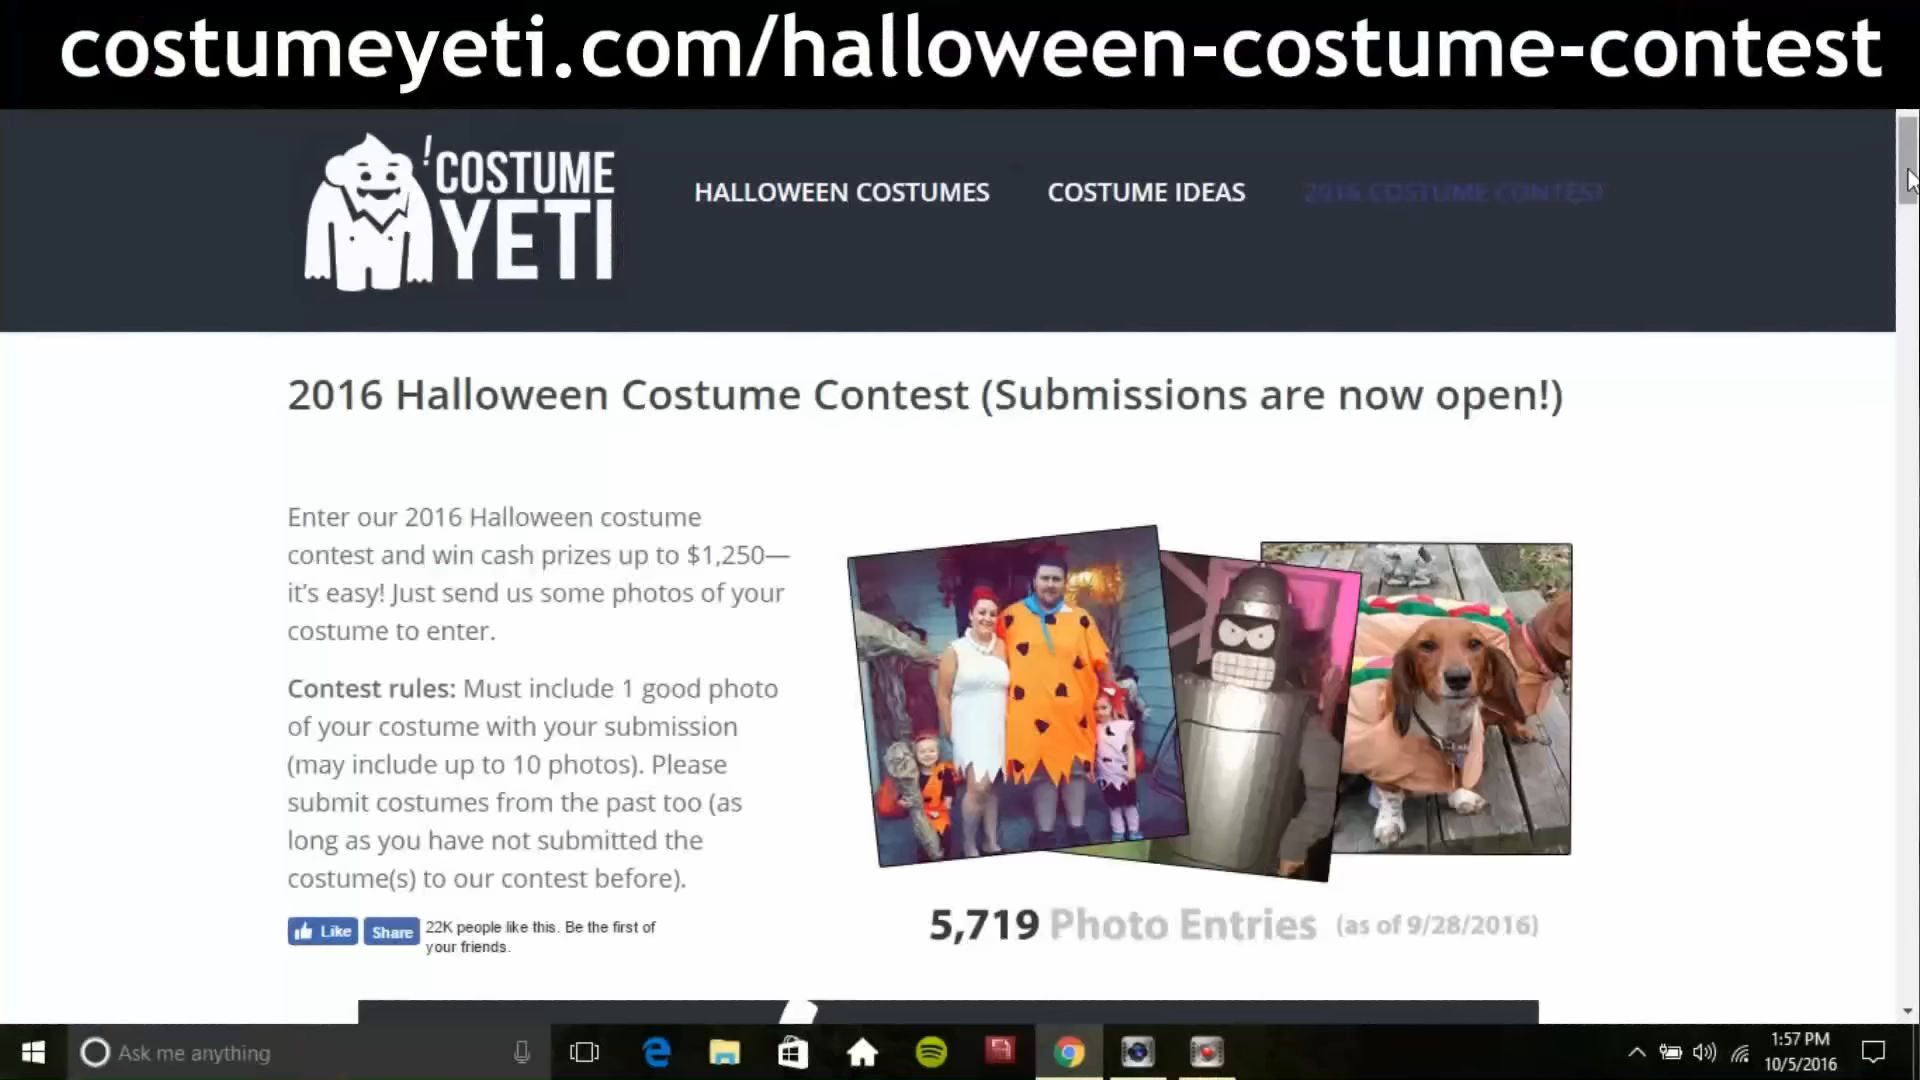 costumeyeti.com/halloween-costume-contest
! COSTUME
YETI
HALLOWEEN COSTUMES
COSTUME IDEAS
2016 COSTUME CONTEST
2016 Halloween Costume Contest (Submissions are now open!)
Enter our 2016 Halloween costume
contest and win cash prizes up to $1,250—
it's easy! Just send us some photos of your
costume to enter.
Contest rules: Must include 1 good photo
of your costume with your submission
(may include up to 10 photos). Please
submit costumes from the past too (as
long as you have not submitted the
costume(s) to our contest before).
Like
Share
22K people like this. Be the first of
your friends.
5,719 Photo Entries (as of 9/28/2016)
Ask me anything
1:57 PM
10/5/2016